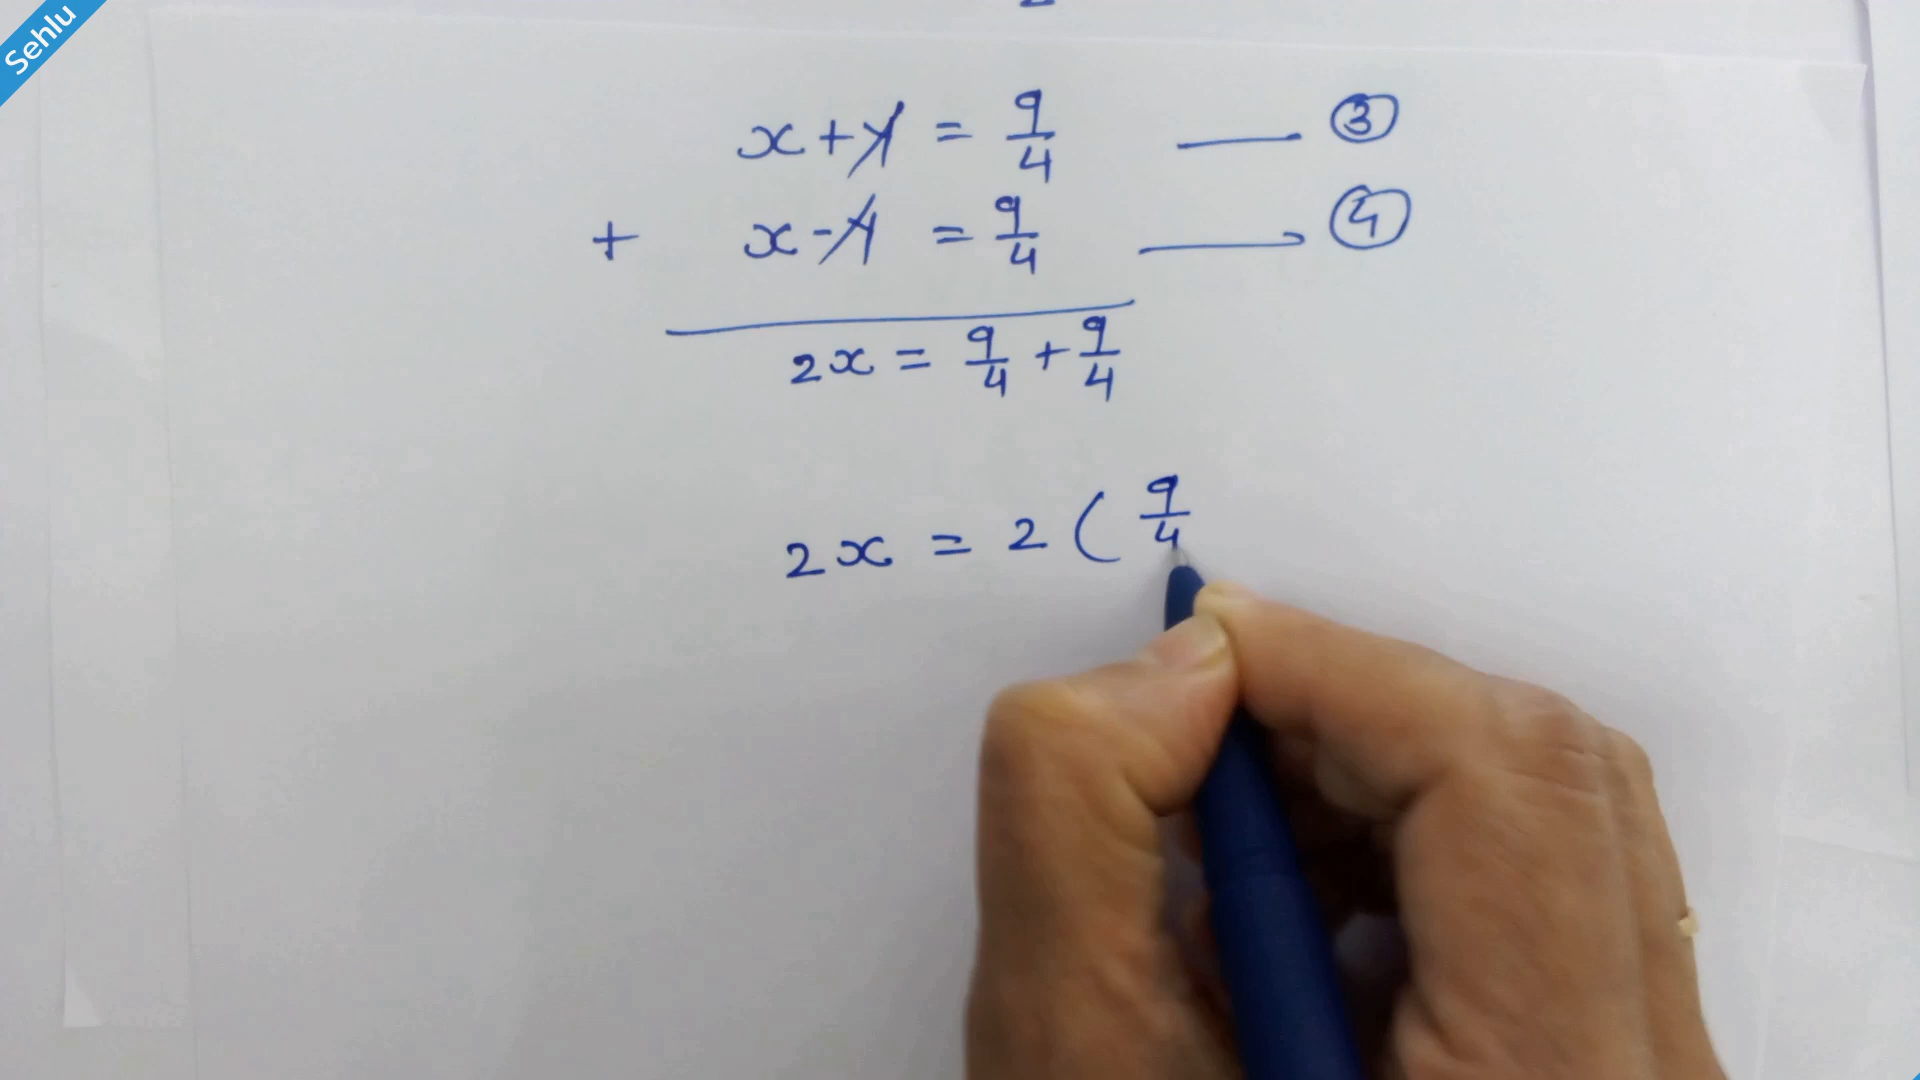 Sehlu
x + y = 9/4 —— ③
+ x - y = 9/4 —— ④
2x = 9/4 + 9/4
2x = 2 ( 9/4